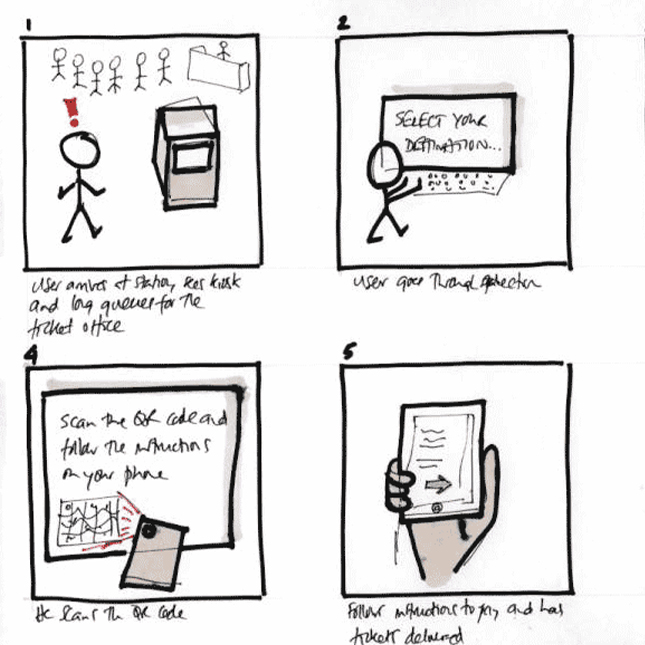 1
!
User arrives at station, sees kiosk
and long queues for the
ticket office
2
SELECT YOUR
DESTINATION...
User goes through selection
4
Scan the QR code and
follow the instructions
on your phone
He scans the QR code
5
Follows instructions to pay and has
tickets delivered